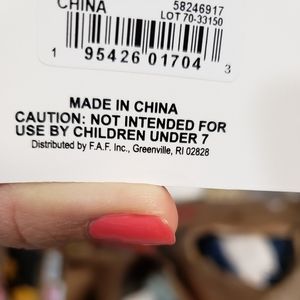 CHINA
58246917
LOT 70-33150
1 95426 01704 3
MADE IN CHINA
CAUTION: NOT INTENDED FOR
USE BY CHILDREN UNDER 7
Distributed by F.A.F. Inc., Greenville, RI 02828